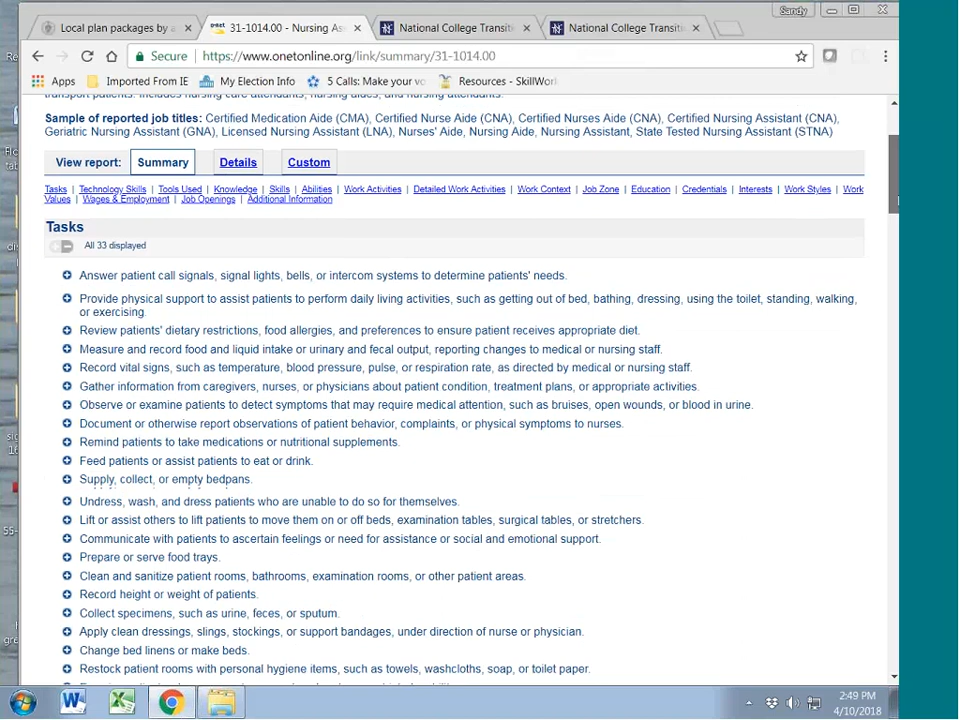 Sandy
Local plan packages by a
31-1014.00 - Nursing Ass
National College Transiti
National College Transiti
Secure https://www.onetonline.org/link/summary/31-1014.00
Apps Imported From IE My Election Info 5 Calls: Make your vo Resources - SkillWork
transport patients. Includes nursing care attendants, nursing aides, and nursing attendants.
Sample of reported job titles: Certified Medication Aide (CMA), Certified Nurse Aide (CNA), Certified Nurses Aide (CNA), Certified Nursing Assistant (CNA),
Geriatric Nursing Assistant (GNA), Licensed Nursing Assistant (LNA), Nurses' Aide, Nursing Aide, Nursing Assistant, State Tested Nursing Assistant (STNA)
View report: Summary Details Custom
Tasks | Technology Skills | Tools Used | Knowledge | Skills | Abilities | Work Activities | Detailed Work Activities | Work Context | Job Zone | Education | Credentials | Interests | Work Styles | Work
Values | Wages & Employment | Job Openings | Additional Information
Tasks
All 33 displayed
Answer patient call signals, signal lights, bells, or intercom systems to determine patients' needs.
Provide physical support to assist patients to perform daily living activities, such as getting out of bed, bathing, dressing, using the toilet, standing, walking,
or exercising.
Review patients' dietary restrictions, food allergies, and preferences to ensure patient receives appropriate diet.
Measure and record food and liquid intake or urinary and fecal output, reporting changes to medical or nursing staff.
Record vital signs, such as temperature, blood pressure, pulse, or respiration rate, as directed by medical or nursing staff.
Gather information from caregivers, nurses, or physicians about patient condition, treatment plans, or appropriate activities.
Observe or examine patients to detect symptoms that may require medical attention, such as bruises, open wounds, or blood in urine.
Document or otherwise report observations of patient behavior, complaints, or physical symptoms to nurses.
Remind patients to take medications or nutritional supplements.
Feed patients or assist patients to eat or drink.
Supply, collect, or empty bedpans.
Undress, wash, and dress patients who are unable to do so for themselves.
Lift or assist others to lift patients to move them on or off beds, examination tables, surgical tables, or stretchers.
Communicate with patients to ascertain feelings or need for assistance or social and emotional support.
Prepare or serve food trays.
Clean and sanitize patient rooms, bathrooms, examination rooms, or other patient areas.
Record height or weight of patients.
Collect specimens, such as urine, feces, or sputum.
Apply clean dressings, slings, stockings, or support bandages, under direction of nurse or physician.
Change bed linens or make beds.
Restock patient rooms with personal hygiene items, such as towels, washcloths, soap, or toilet paper.
2:49 PM
4/10/2018